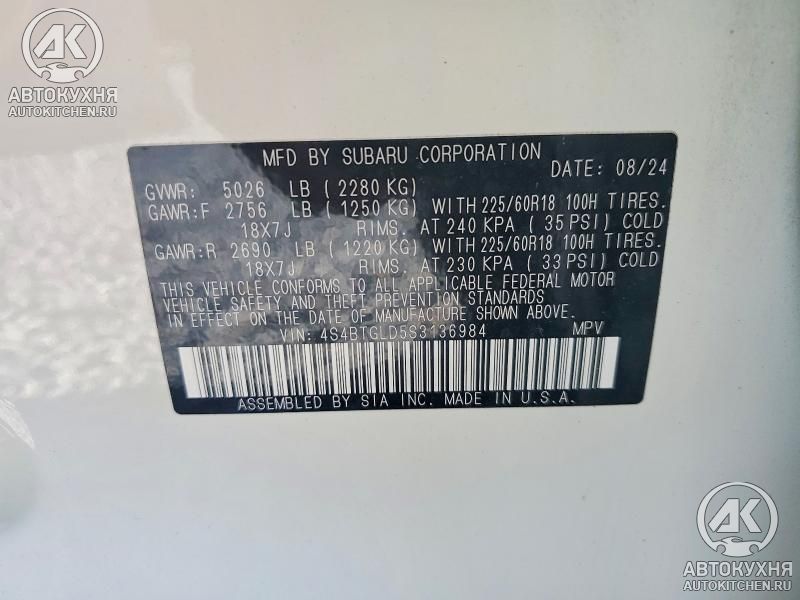 AK
АВТОКУХНЯ
AUTOKITCHEN.RU
MFD BY SUBARU CORPORATION
DATE: 08/24
GVWR: 5026 LB ( 2280 KG)
GAWR:F 2756 LB ( 1250 KG) WITH 225/60R18 100H TIRES.
18X7J RIMS. AT 240 KPA ( 35 PSI) COLD
GAWR:R 2690 LB ( 1220 KG) WITH 225/60R18 100H TIRES.
18X7J RIMS. AT 230 KPA ( 33 PSI) COLD
THIS VEHICLE CONFORMS TO ALL APPLICABLE FEDERAL MOTOR
VEHICLE SAFETY AND THEFT PREVENTION STANDARDS
IN EFFECT ON THE DATE OF MANUFACTURE SHOWN ABOVE.
VIN: 4S4BTGLD5S3136984 MPV
ASSEMBLED BY SIA INC. MADE IN U.S.A.
AK
АВТОКУХНЯ
AUTOKITCHEN.RU